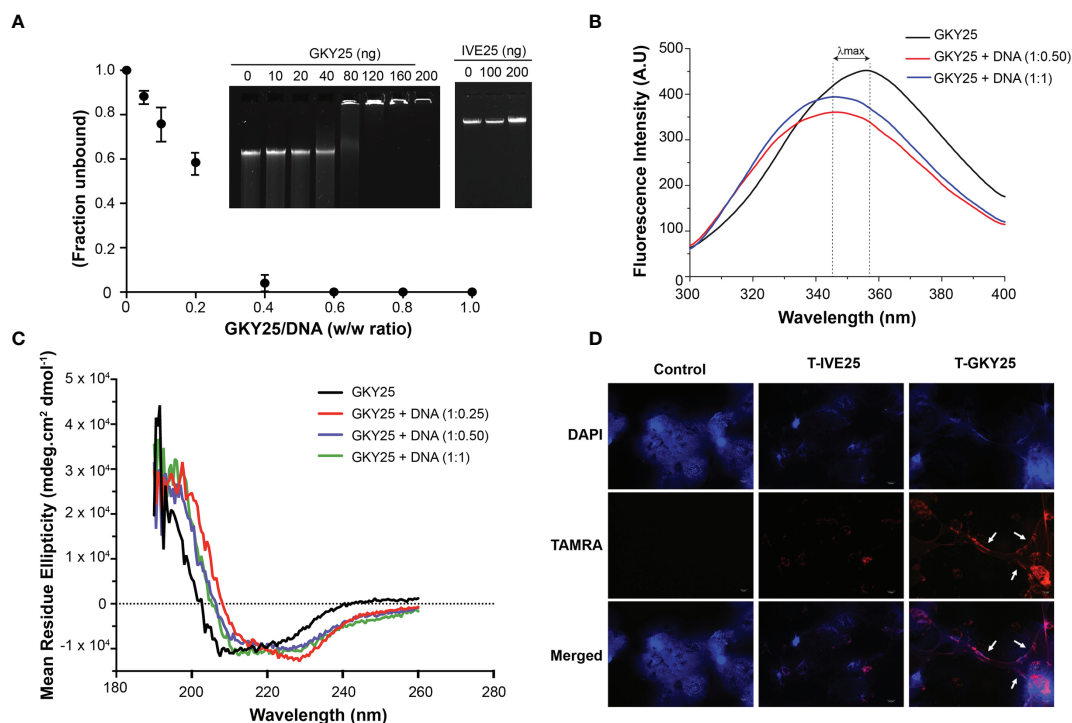 A
GKY25 (ng)
0 10 20 40 80 120 160 200
IVE25 (ng)
0 100 200
(Fraction unbound)
1.0
0.8
0.6
0.4
0.2
0
0 0.2 0.4 0.6 0.8 1.0
GKY25/DNA (w/w ratio)
B
GKY25
GKY25 + DNA (1:0.50)
GKY25 + DNA (1:1)
λmax
Fluorescence Intensity (A.U)
500
400
300
200
100
0
300 320 340 360 380 400
Wavelength (nm)
C
GKY25
GKY25 + DNA (1:0.25)
GKY25 + DNA (1:0.50)
GKY25 + DNA (1:1)
Mean Residue Ellipticity (mdeg.cm² dmol⁻¹)
5 x 10⁴
4 x 10⁴
3 x 10⁴
2 x 10⁴
1 x 10⁴
0
-1 x 10⁴
180 200 220 240 260 280
Wavelength (nm)
D
Control T-IVE25 T-GKY25
DAPI
TAMRA
Merged